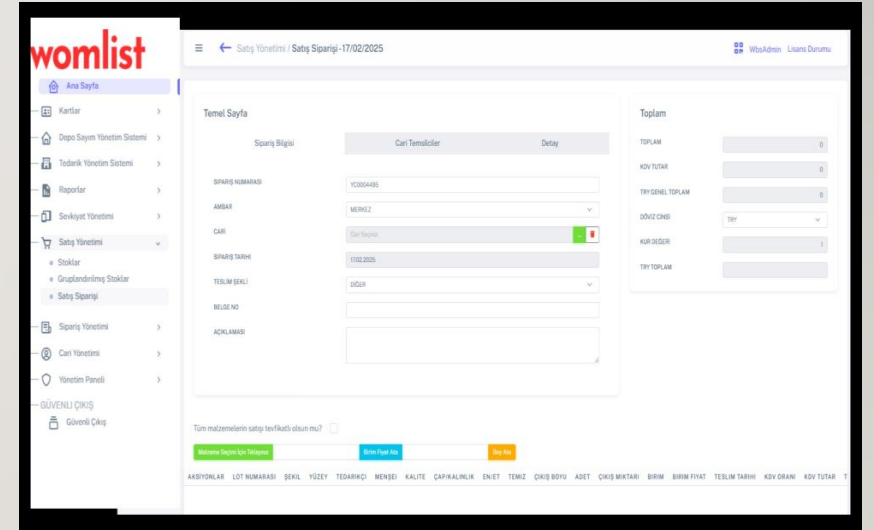 womlist
← Satış Yönetimi / Satış Siparişi -17/02/2025
WbsAdmin Lisans Durumu
Ana Sayfa
Kartlar
Depo Sayım Yönetim Sistemi
Tedarik Yönetim Sistemi
Raporlar
Sevkiyat Yönetimi
Satış Yönetimi
Stoklar
Gruplandırılmış Stoklar
Satış Siparişi
Sipariş Yönetimi
Cari Yönetimi
Yönetim Paneli
GÜVENLİ ÇIKIŞ
Güvenli Çıkış
Temel Sayfa
Sipariş Bilgisi Cari Temsilciler Detay
SİPARİŞ NUMARASI YC0004495
AMBAR MERKEZ
CARİ Cari Seçiniz ...
SİPARİŞ TARİHİ 17.02.2025
TESLİM ŞEKLİ DİĞER
BELGE NO
AÇIKLAMASI
Toplam
TOPLAM 0
KDV TUTAR 0
TRY GENEL TOPLAM 0
DÖVİZ CİNSİ TRY
KUR DEĞERİ 1
TRY TOPLAM
Tüm malzemelerin satışı tevfikatlı olsun mu?
Malzeme Seçimi İçin Tıklayınız Birim Fiyat Ata Boy Ata
AKSİYONLAR LOT NUMARASI ŞEKİL YÜZEY TEDARİKÇİ MENŞEİ KALİTE ÇAP/KALINLIK EN/ET TEMİZ ÇIKIŞ BOYU ADET ÇIKIŞ MİKTARI BİRİM BİRİM FİYAT TESLİM TARİHİ KDV ORANI KDV TUTAR T